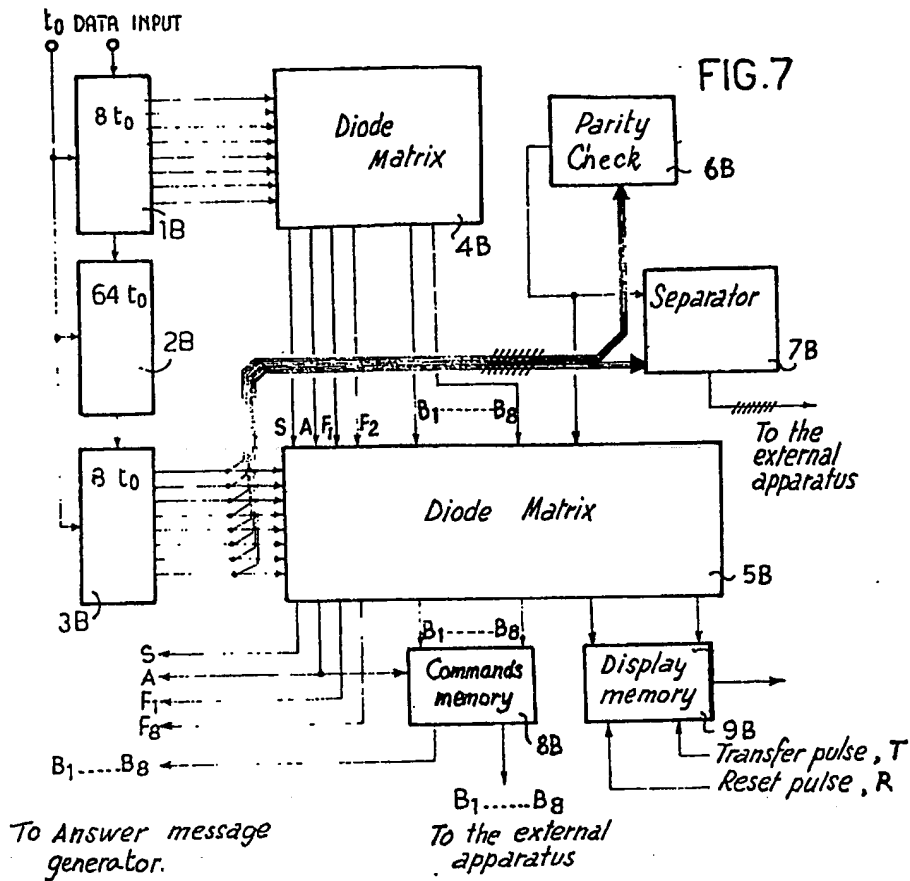 t₀ DATA INPUT
FIG.7
8 t₀
1B
Diode
Matrix
4B
Parity
Check
6B
64 t₀
2B
Separator
7B
S A F₁ F₂
B₁------B₈
To the
external
apparatus
8 t₀
3B
Diode Matrix
5B
B₁-----B₈
S
A
F₁
F₈
Commands
memory
8B
Display
memory
9B
Transfer pulse, T
Reset pulse, R
B₁.....B₈
B₁......B₈
To Answer message
generator.
To the external
apparatus